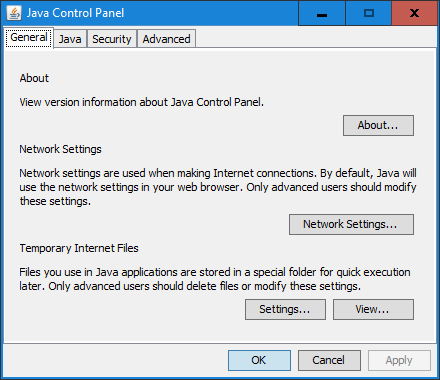 Java Control Panel
General Java Security Advanced
About
View version information about Java Control Panel.
About...
Network Settings
Network settings are used when making Internet connections. By default, Java will
use the network settings in your web browser. Only advanced users should modify
these settings.
Network Settings...
Temporary Internet Files
Files you use in Java applications are stored in a special folder for quick execution
later. Only advanced users should delete files or modify these settings.
Settings... View...
OK Cancel Apply